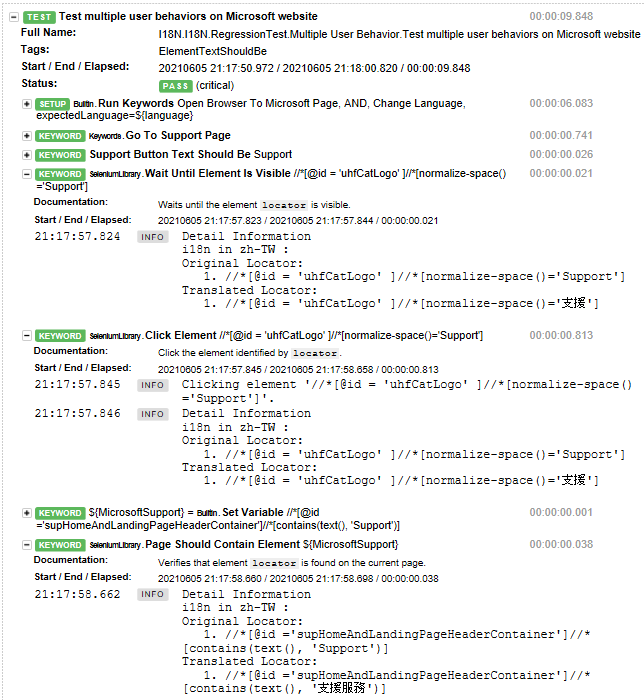 TEST Test multiple user behaviors on Microsoft website 00:00:09.848
Full Name: I18N.I18N.RegressionTest.Multiple User Behavior.Test multiple user behaviors on Microsoft website
Tags: ElementTextShouldBe
Start / End / Elapsed: 20210605 21:17:50.972 / 20210605 21:18:00.820 / 00:00:09.848
Status: PASS (critical)
SETUP BuiltIn. Run Keywords Open Browser To Microsoft Page, AND, Change Language, 00:00:06.083
expectedLanguage=${language}
KEYWORD Keywords. Go To Support Page 00:00:00.741
KEYWORD Support Button Text Should Be Support 00:00:00.026
KEYWORD SeleniumLibrary. Wait Until Element Is Visible //*[@id = 'uhfCatLogo' ]//*[normalize-space() 00:00:00.021
='Support']
Documentation: Waits until the element locator is visible.
Start / End / Elapsed: 20210605 21:17:57.823 / 20210605 21:17:57.844 / 00:00:00.021
21:17:57.824 INFO Detail Information
i18n in zh-TW :
Original Locator:
1. //*[@id = 'uhfCatLogo' ]//*[normalize-space()='Support']
Translated Locator:
1. //*[@id = 'uhfCatLogo' ]//*[normalize-space()='支援']
KEYWORD SeleniumLibrary. Click Element //*[@id = 'uhfCatLogo' ]//*[normalize-space()='Support'] 00:00:00.813
Documentation: Click the element identified by locator.
Start / End / Elapsed: 20210605 21:17:57.845 / 20210605 21:17:58.658 / 00:00:00.813
21:17:57.845 INFO Clicking element '//*[@id = 'uhfCatLogo' ]//*[normalize-space()
='Support']'.
21:17:57.846 INFO Detail Information
i18n in zh-TW :
Original Locator:
1. //*[@id = 'uhfCatLogo' ]//*[normalize-space()='Support']
Translated Locator:
1. //*[@id = 'uhfCatLogo' ]//*[normalize-space()='支援']
KEYWORD ${MicrosoftSupport} = BuiltIn. Set Variable //*[@id 00:00:00.001
='supHomeAndLandingPageHeaderContainer']//*[contains(text(), 'Support')]
KEYWORD SeleniumLibrary. Page Should Contain Element ${MicrosoftSupport} 00:00:00.038
Documentation: Verifies that element locator is found on the current page.
Start / End / Elapsed: 20210605 21:17:58.660 / 20210605 21:17:58.698 / 00:00:00.038
21:17:58.662 INFO Detail Information
i18n in zh-TW :
Original Locator:
1. //*[@id ='supHomeAndLandingPageHeaderContainer']//*
[contains(text(), 'Support')]
Translated Locator:
1. //*[@id ='supHomeAndLandingPageHeaderContainer']//*
[contains(text(), '支援服務')]